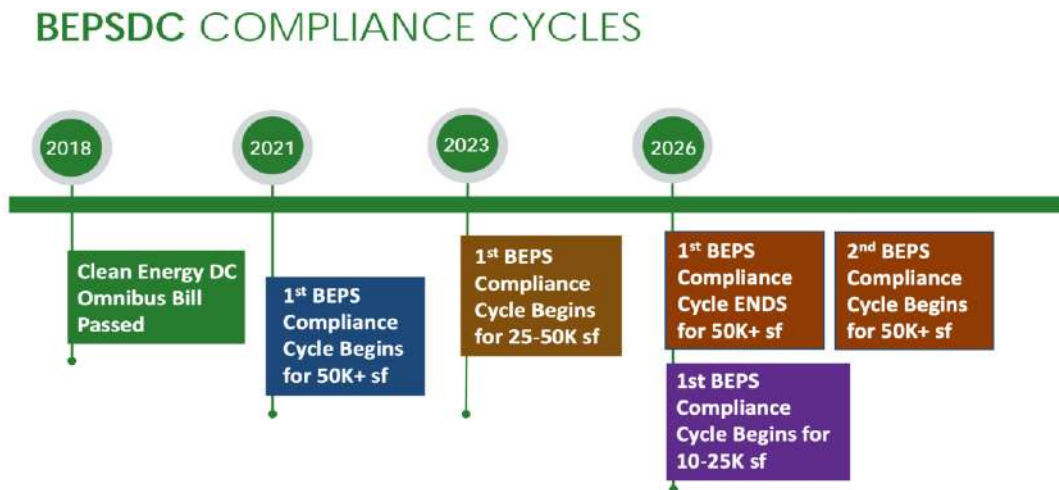 BEPSDC COMPLIANCE CYCLES
2018
2021
2023
2026
Clean Energy DC
Omnibus Bill
Passed
1st BEPS
Compliance
Cycle Begins
for 50K+ sf
1st BEPS
Compliance
Cycle Begins
for 25-50K sf
1st BEPS
Compliance
Cycle ENDS
for 50K+ sf
2nd BEPS
Compliance
Cycle Begins
for 50K+ sf
1st BEPS
Compliance
Cycle Begins for
10-25K sf